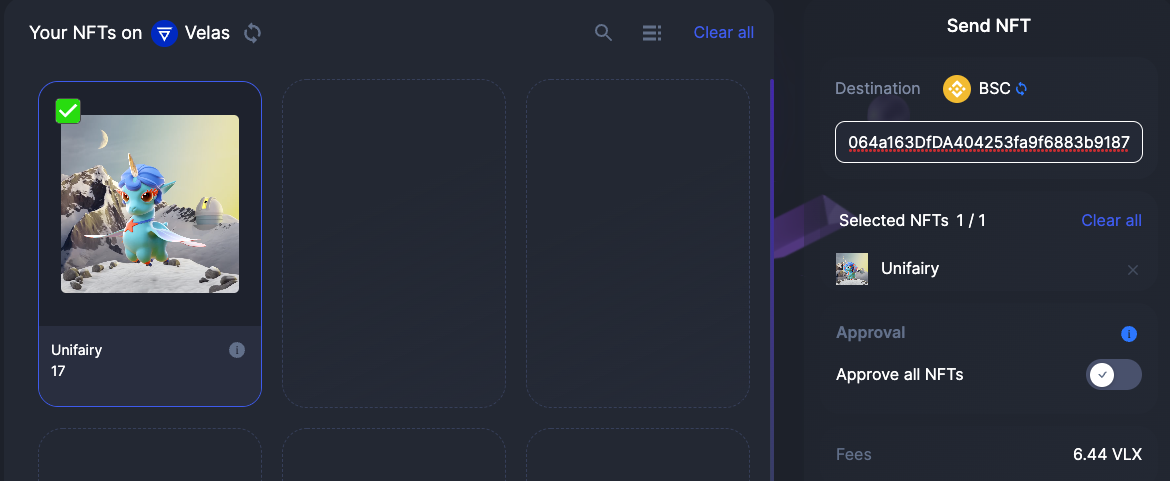 Your NFTs on Velas
Clear all
Unifairy
17
Send NFT
Destination BSC
064a163DfDA404253fa9f6883b9187
Selected NFTs 1 / 1 Clear all
Unifairy
Approval
Approve all NFTs
Fees 6.44 VLX